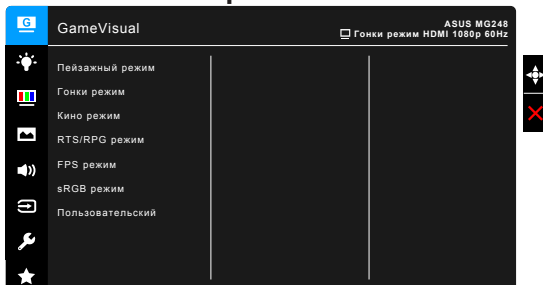 G
GameVisual
ASUS MG248
Гонки режим HDMI 1080p 60Hz
Пейзажный режим
Гонки режим
Кино режим
RTS/RPG режим
FPS режим
sRGB режим
Пользовательский